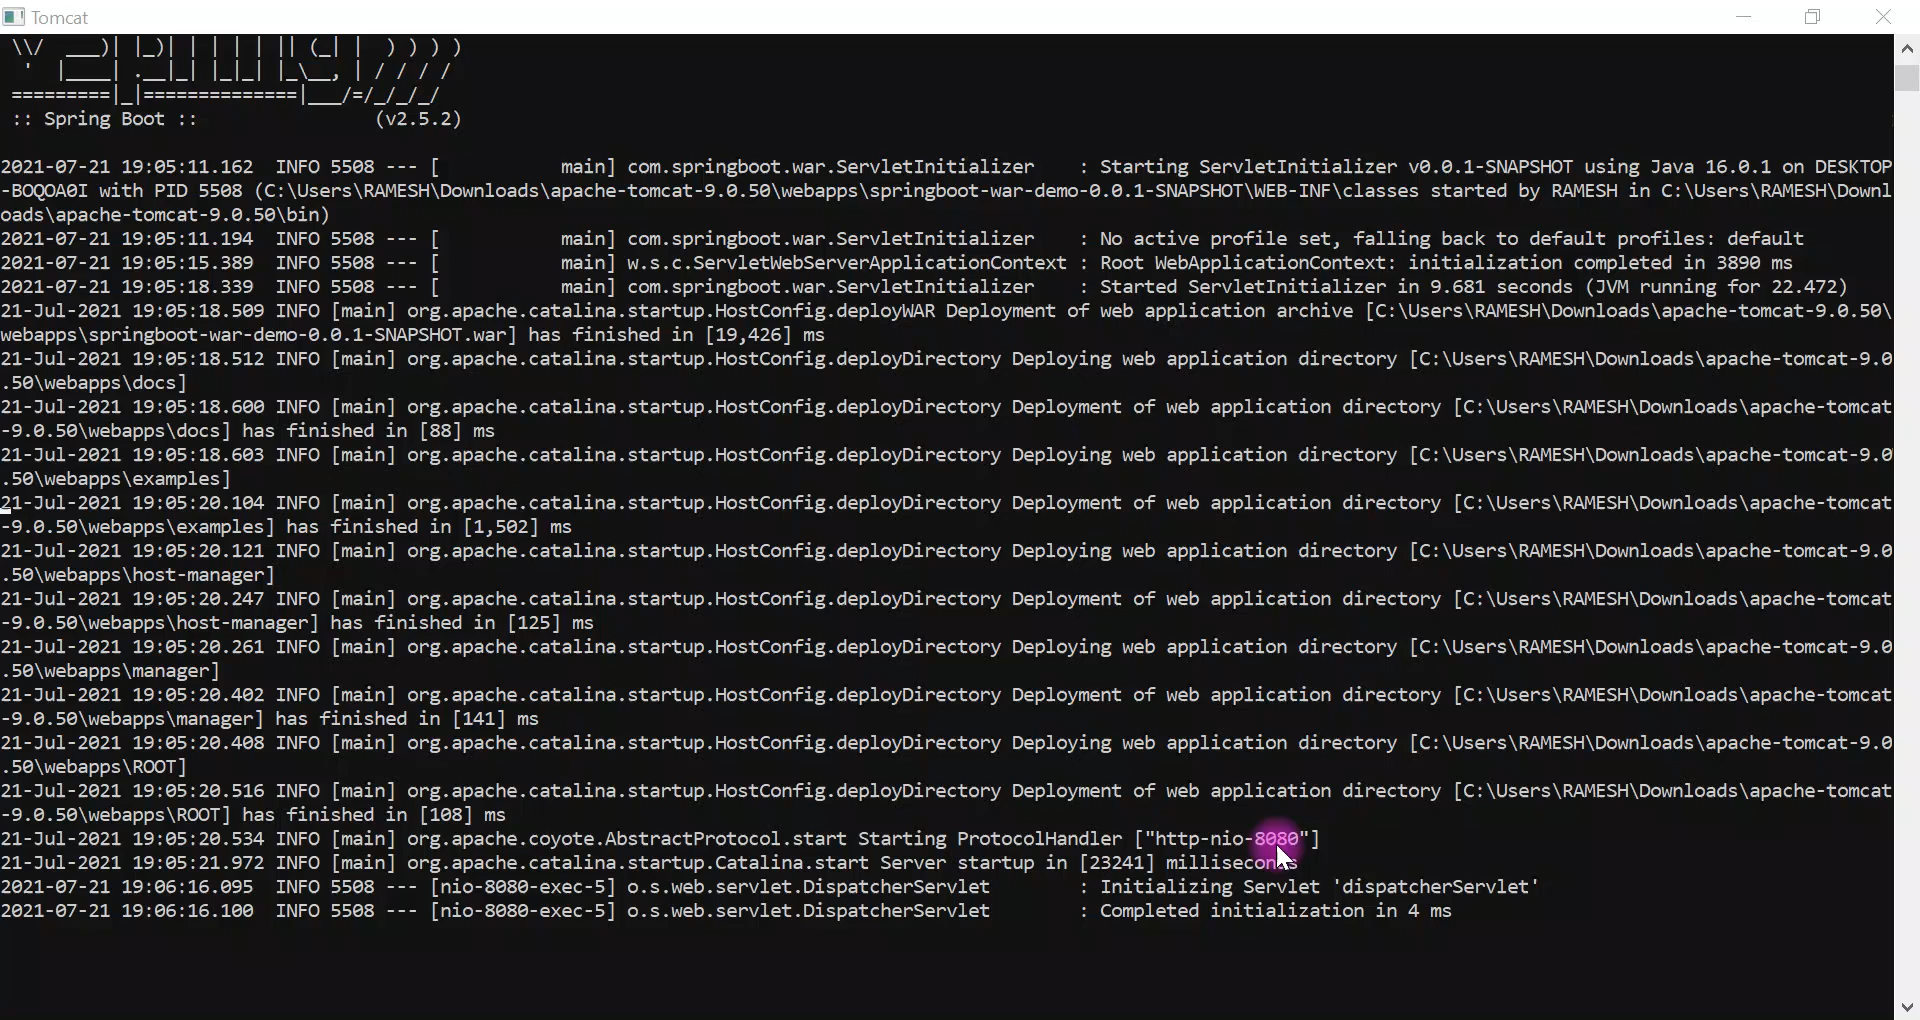 Tomcat
\\/  ___)| |_)| | | | | || (_| |  ) ) ) )
'  |____| .__|_| |_|_| |_\__, | / / / /
=========|_|==============|___/=/_/_/_/
:: Spring Boot ::                (v2.5.2)
2021-07-21 19:05:11.162  INFO 5508 --- [           main] com.springboot.war.ServletInitializer    : Starting ServletInitializer v0.0.1-SNAPSHOT using Java 16.0.1 on DESKTOP
-BOQOA0I with PID 5508 (C:\Users\RAMESH\Downloads\apache-tomcat-9.0.50\webapps\springboot-war-demo-0.0.1-SNAPSHOT\WEB-INF\classes started by RAMESH in C:\Users\RAMESH\Downl
oads\apache-tomcat-9.0.50\bin)
2021-07-21 19:05:11.194  INFO 5508 --- [           main] com.springboot.war.ServletInitializer    : No active profile set, falling back to default profiles: default
2021-07-21 19:05:15.389  INFO 5508 --- [           main] w.s.c.ServletWebServerApplicationContext : Root WebApplicationContext: initialization completed in 3890 ms
2021-07-21 19:05:18.339  INFO 5508 --- [           main] com.springboot.war.ServletInitializer    : Started ServletInitializer in 9.681 seconds (JVM running for 22.472)
21-Jul-2021 19:05:18.509 INFO [main] org.apache.catalina.startup.HostConfig.deployWAR Deployment of web application archive [C:\Users\RAMESH\Downloads\apache-tomcat-9.0.50\
webapps\springboot-war-demo-0.0.1-SNAPSHOT.war] has finished in [19,426] ms
21-Jul-2021 19:05:18.512 INFO [main] org.apache.catalina.startup.HostConfig.deployDirectory Deploying web application directory [C:\Users\RAMESH\Downloads\apache-tomcat-9.0
.50\webapps\docs]
21-Jul-2021 19:05:18.600 INFO [main] org.apache.catalina.startup.HostConfig.deployDirectory Deployment of web application directory [C:\Users\RAMESH\Downloads\apache-tomcat
-9.0.50\webapps\docs] has finished in [88] ms
21-Jul-2021 19:05:18.603 INFO [main] org.apache.catalina.startup.HostConfig.deployDirectory Deploying web application directory [C:\Users\RAMESH\Downloads\apache-tomcat-9.0
.50\webapps\examples]
21-Jul-2021 19:05:20.104 INFO [main] org.apache.catalina.startup.HostConfig.deployDirectory Deployment of web application directory [C:\Users\RAMESH\Downloads\apache-tomcat
-9.0.50\webapps\examples] has finished in [1,502] ms
21-Jul-2021 19:05:20.121 INFO [main] org.apache.catalina.startup.HostConfig.deployDirectory Deploying web application directory [C:\Users\RAMESH\Downloads\apache-tomcat-9.0
.50\webapps\host-manager]
21-Jul-2021 19:05:20.247 INFO [main] org.apache.catalina.startup.HostConfig.deployDirectory Deployment of web application directory [C:\Users\RAMESH\Downloads\apache-tomcat
-9.0.50\webapps\host-manager] has finished in [125] ms
21-Jul-2021 19:05:20.261 INFO [main] org.apache.catalina.startup.HostConfig.deployDirectory Deploying web application directory [C:\Users\RAMESH\Downloads\apache-tomcat-9.0
.50\webapps\manager]
21-Jul-2021 19:05:20.402 INFO [main] org.apache.catalina.startup.HostConfig.deployDirectory Deployment of web application directory [C:\Users\RAMESH\Downloads\apache-tomcat
-9.0.50\webapps\manager] has finished in [141] ms
21-Jul-2021 19:05:20.408 INFO [main] org.apache.catalina.startup.HostConfig.deployDirectory Deploying web application directory [C:\Users\RAMESH\Downloads\apache-tomcat-9.0
.50\webapps\ROOT]
21-Jul-2021 19:05:20.516 INFO [main] org.apache.catalina.startup.HostConfig.deployDirectory Deployment of web application directory [C:\Users\RAMESH\Downloads\apache-tomcat
-9.0.50\webapps\ROOT] has finished in [108] ms
21-Jul-2021 19:05:20.534 INFO [main] org.apache.coyote.AbstractProtocol.start Starting ProtocolHandler ["http-nio-8080"]
21-Jul-2021 19:05:21.972 INFO [main] org.apache.catalina.startup.Catalina.start Server startup in [23241] milliseconds
2021-07-21 19:06:16.095  INFO 5508 --- [nio-8080-exec-5] o.s.web.servlet.DispatcherServlet        : Initializing Servlet 'dispatcherServlet'
2021-07-21 19:06:16.100  INFO 5508 --- [nio-8080-exec-5] o.s.web.servlet.DispatcherServlet        : Completed initialization in 4 ms